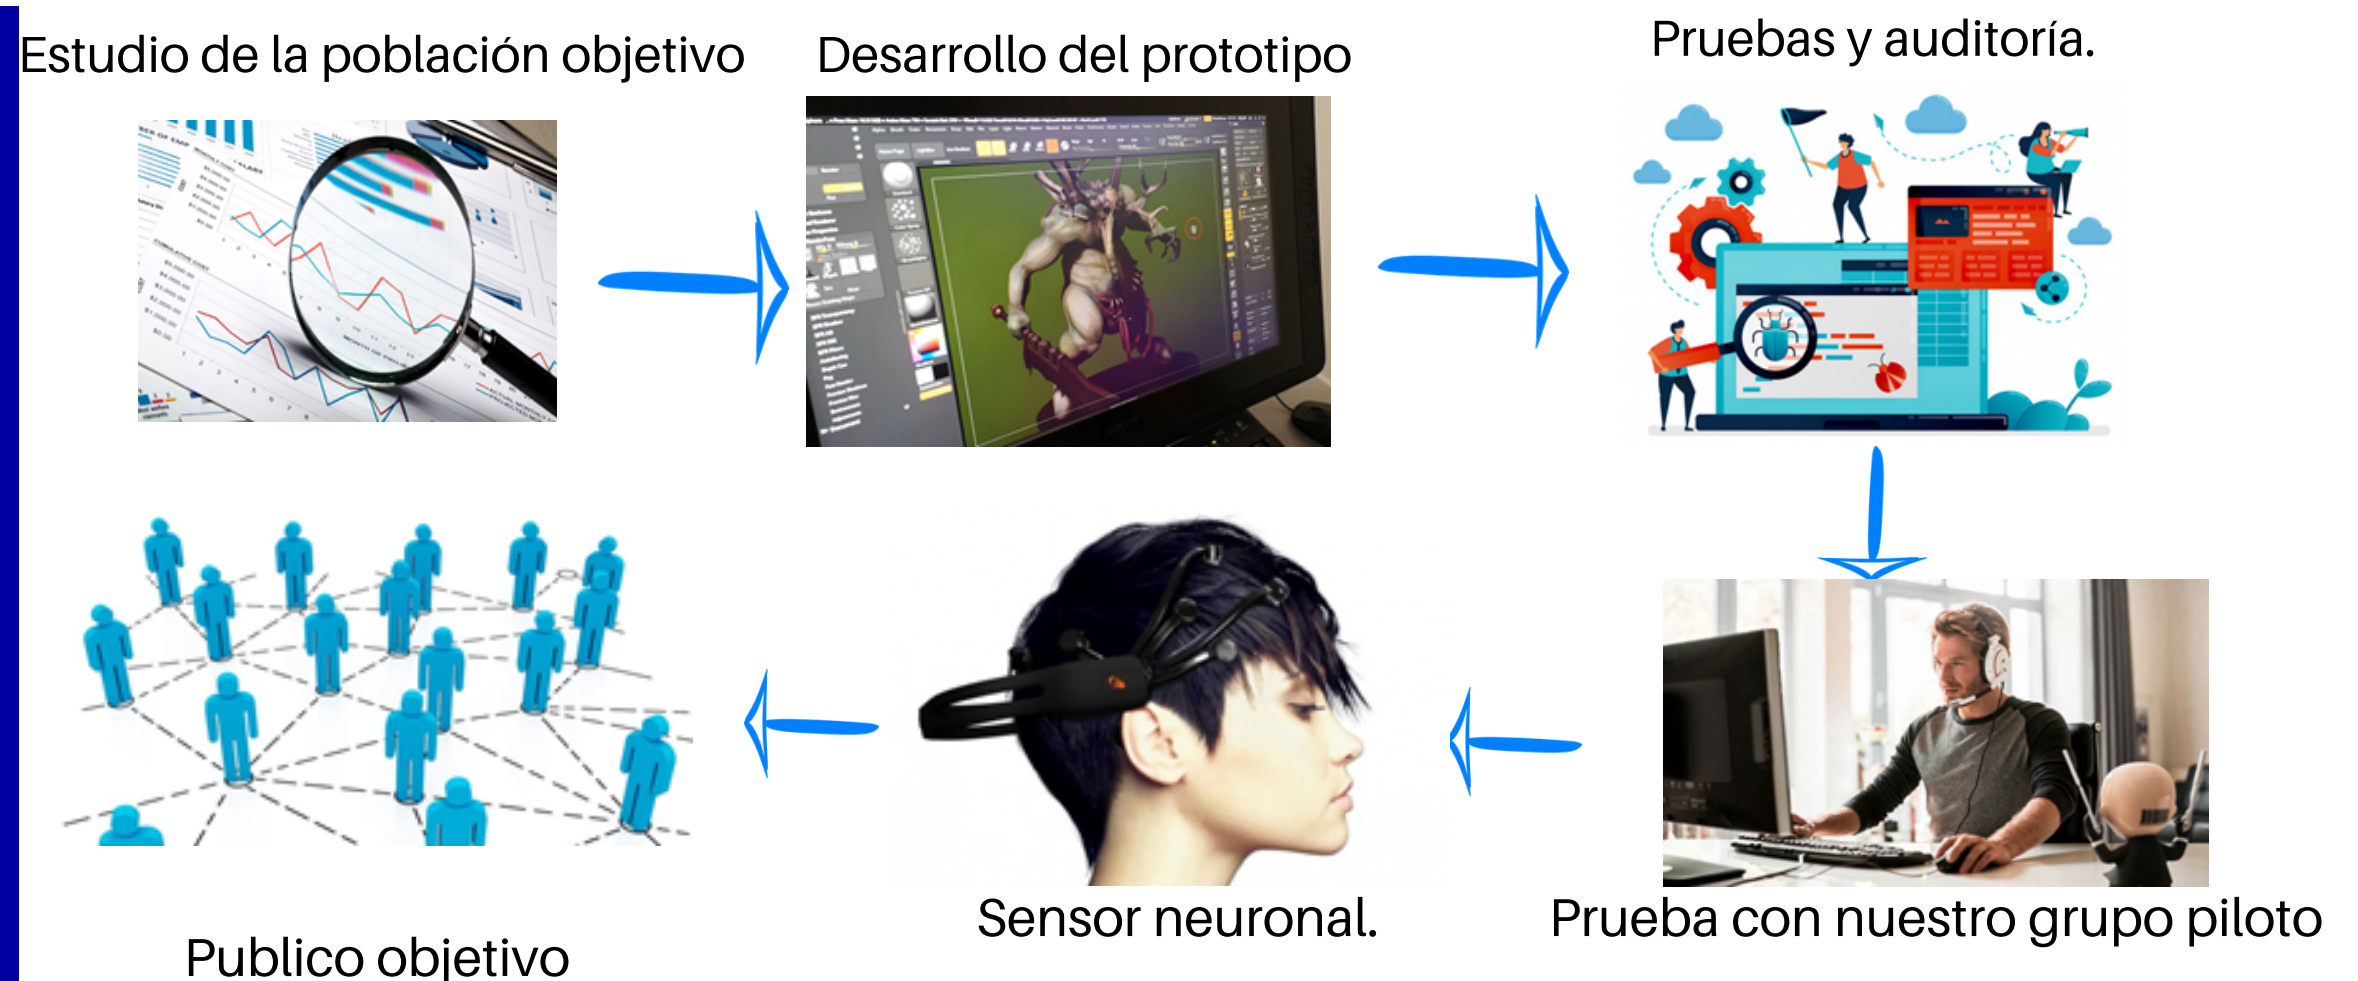 Estudio de la población objetivo
Desarrollo del prototipo
Pruebas y auditoría.
Publico objetivo
Sensor neuronal.
Prueba con nuestro grupo piloto